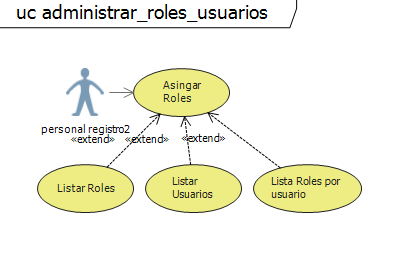 uc administrar_roles_usuarios
Asingar
Roles
personal registro2
«extend» «extend» «extend»
Listar Roles
Listar
Usuarios
Lista Roles por
usuario